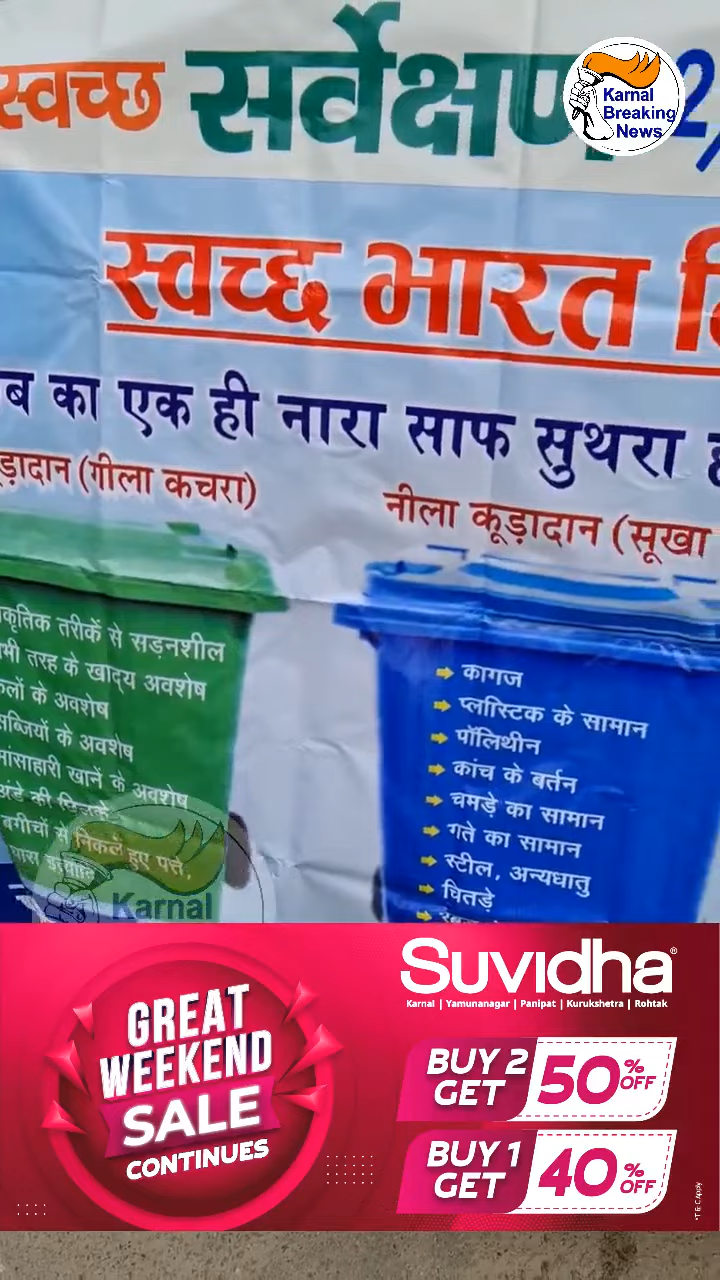 स्वच्छ सर्वेक्षण
Karnal
Breaking
News
2
स्वच्छ भारत
का एक ही नारा साफ सुथरा
(गीला कचरा)
नीला कूड़ादान (सूखा
तरीकें से सड़नशील
तरह के खाद्य अवशेष
के अवशेष
के अवशेष
खानें के अवशेष
की
निकले हुए पत्ते,
Karnal
कागज
प्लास्टिक के सामान
पॉलिथीन
कांच के बर्तन
चमड़े का सामान
गते का सामान
स्टील, अन्यधातु
चितड़े
GREAT
WEEKEND
SALE
CONTINUES
Suvidha®
Karnal | Yamunanagar | Panipat | Kurukshetra | Rohtak
BUY 2
GET 50% OFF
BUY 1
GET 40% OFF
*T & C Apply